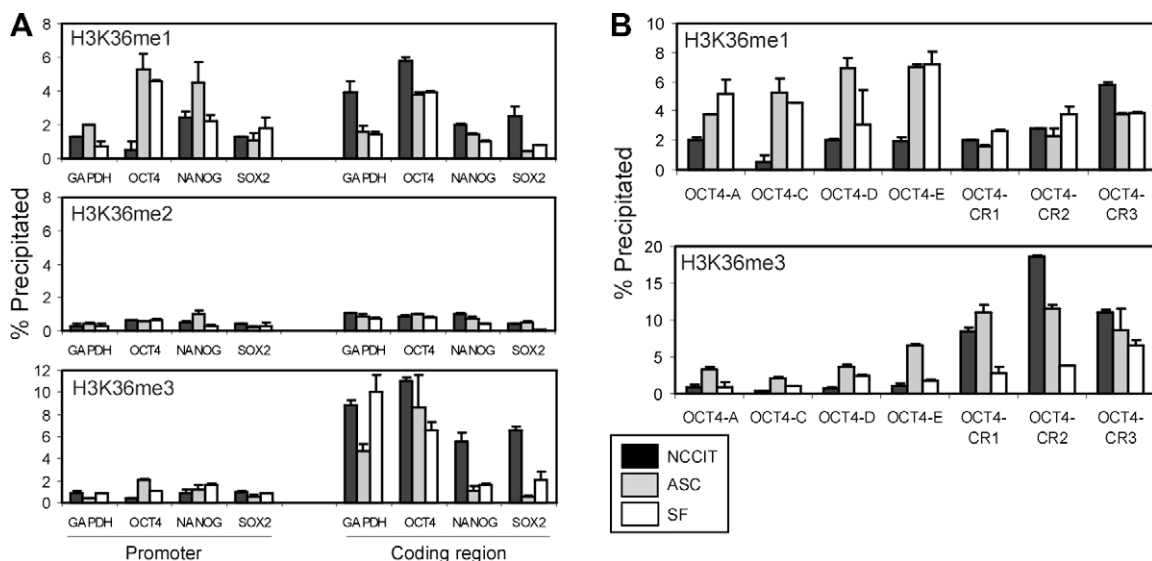 A
H3K36me1
8
6
4
2
0
GAPDH OCT4 NANOG SOX2 GAPDH OCT4 NANOG SOX2
H3K36me2
8
6
4
2
0
GAPDH OCT4 NANOG SOX2 GAPDH OCT4 NANOG SOX2
H3K36me3
12
10
8
6
4
2
0
GAPDH OCT4 NANOG SOX2 GAPDH OCT4 NANOG SOX2
Promoter Coding region
% Precipitated
B
H3K36me1
10
8
6
4
2
0
OCT4-A OCT4-C OCT4-D OCT4-E OCT4- OCT4- OCT4-
CR1 CR2 CR3
% Precipitated
H3K36me3
20
15
10
5
0
OCT4-A OCT4-C OCT4-D OCT4-E OCT4- OCT4- OCT4-
CR1 CR2 CR3
NCCIT
ASC
SF